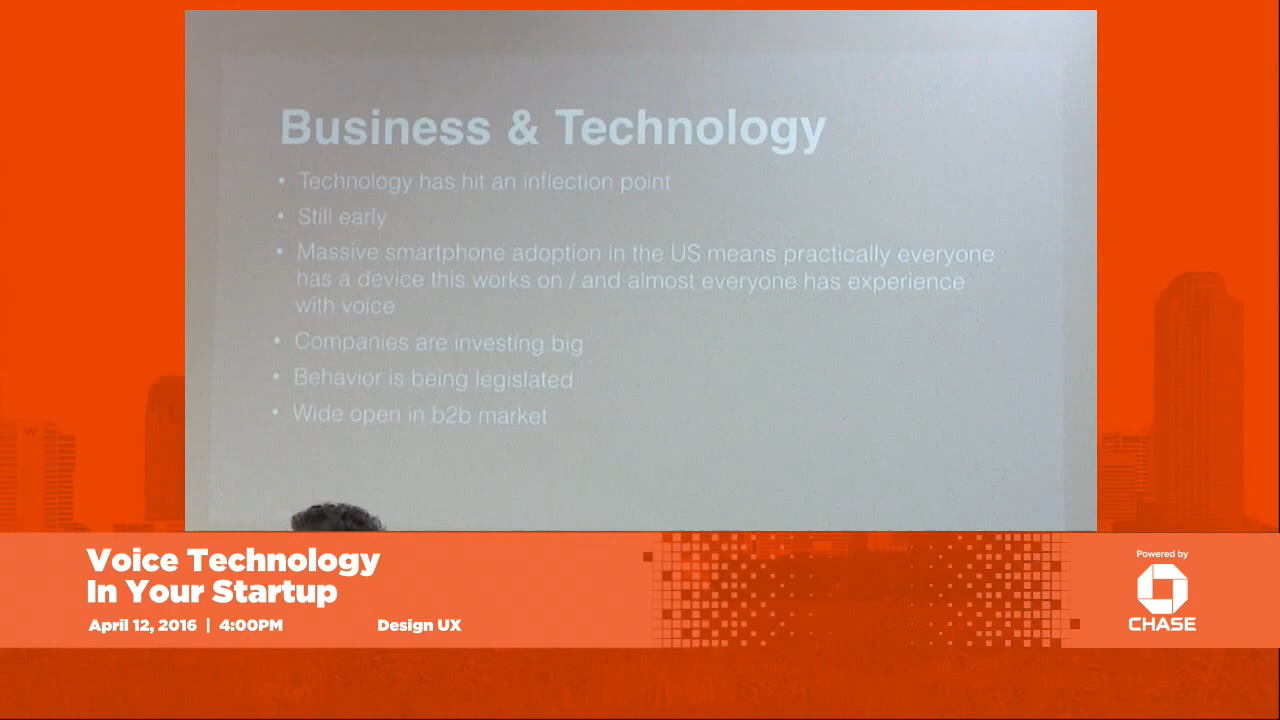 Business & Technology
• Technology has hit an inflection point
• Still early
• Massive smartphone adoption in the US means practically everyone
has a device this works on / and almost everyone has experience
with voice
• Companies are investing big
• Behavior is being legislated
• Wide open in b2b market
Voice Technology
In Your Startup
April 12, 2016 | 4:00PM
Design UX
Powered by
CHASE
W